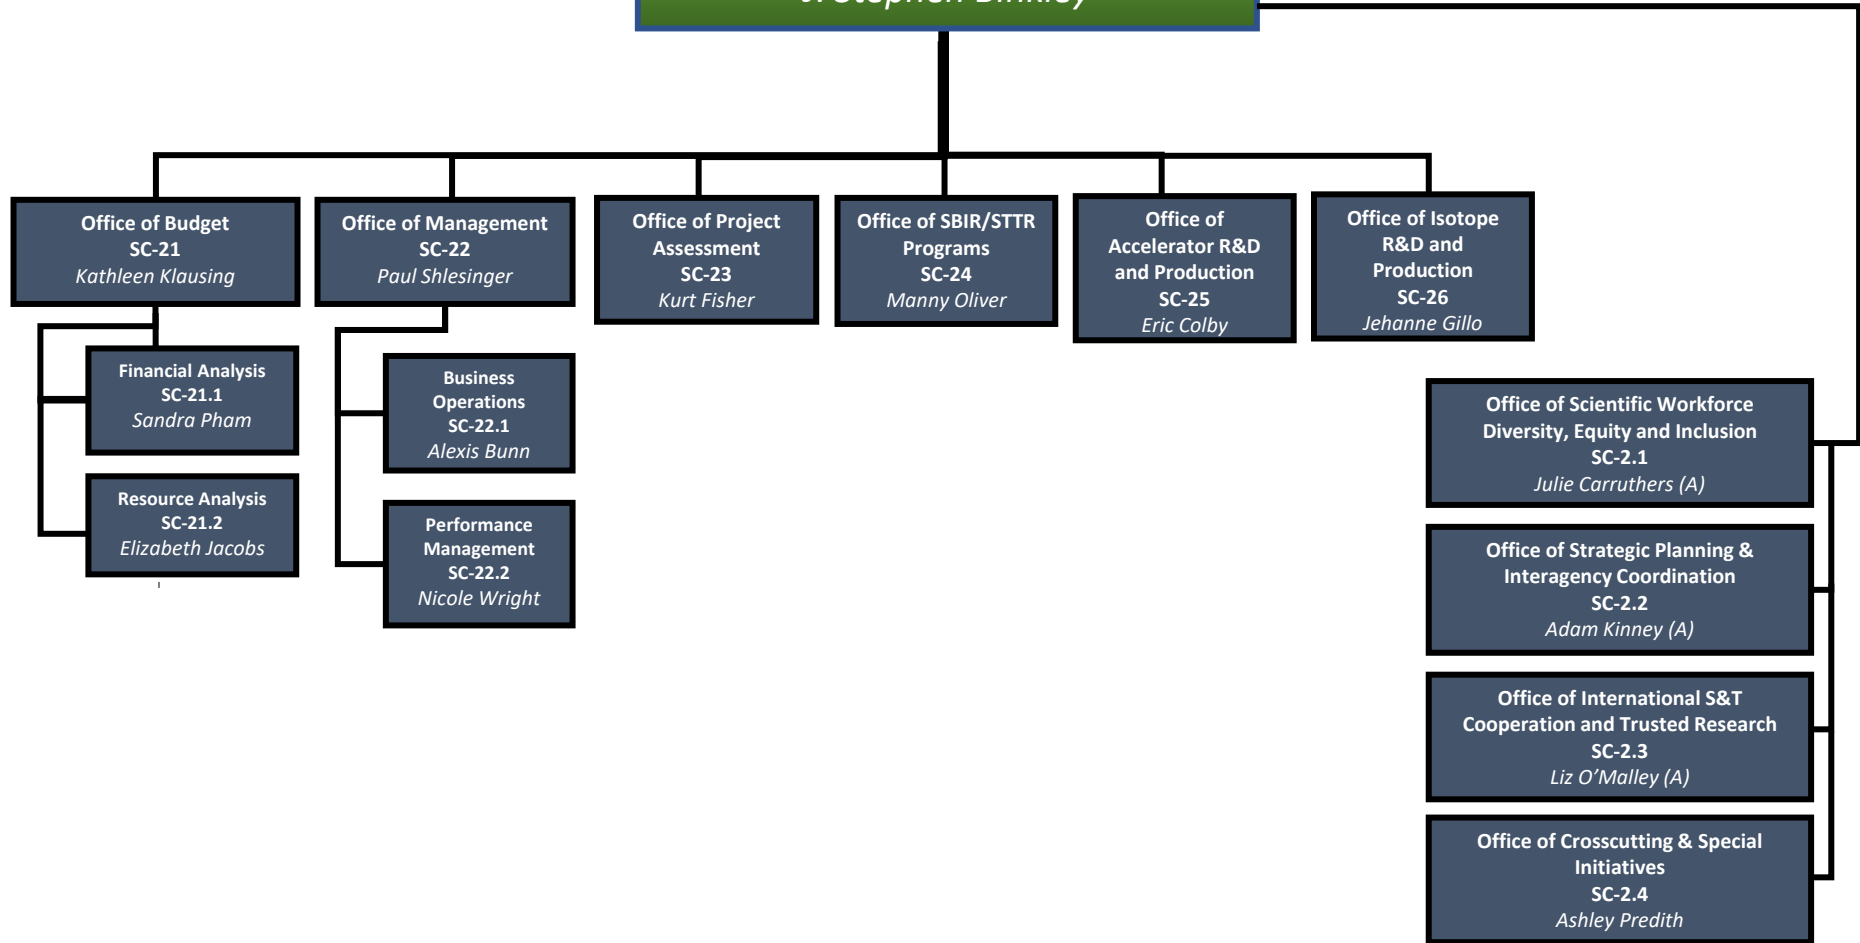 J. Stephen Binkley
Office of Budget
SC-21
Kathleen Klausing
Office of Management
SC-22
Paul Shlesinger
Office of Project
Assessment
SC-23
Kurt Fisher
Office of SBIR/STTR
Programs
SC-24
Manny Oliver
Office of
Accelerator R&D
and Production
SC-25
Eric Colby
Office of Isotope
R&D and
Production
SC-26
Jehanne Gillo
Financial Analysis
SC-21.1
Sandra Pham
Resource Analysis
SC-21.2
Elizabeth Jacobs
Business
Operations
SC-22.1
Alexis Bunn
Performance
Management
SC-22.2
Nicole Wright
Office of Scientific Workforce
Diversity, Equity and Inclusion
SC-2.1
Julie Carruthers (A)
Office of Strategic Planning &
Interagency Coordination
SC-2.2
Adam Kinney (A)
Office of International S&T
Cooperation and Trusted Research
SC-2.3
Liz O’Malley (A)
Office of Crosscutting & Special
Initiatives
SC-2.4
Ashley Predith